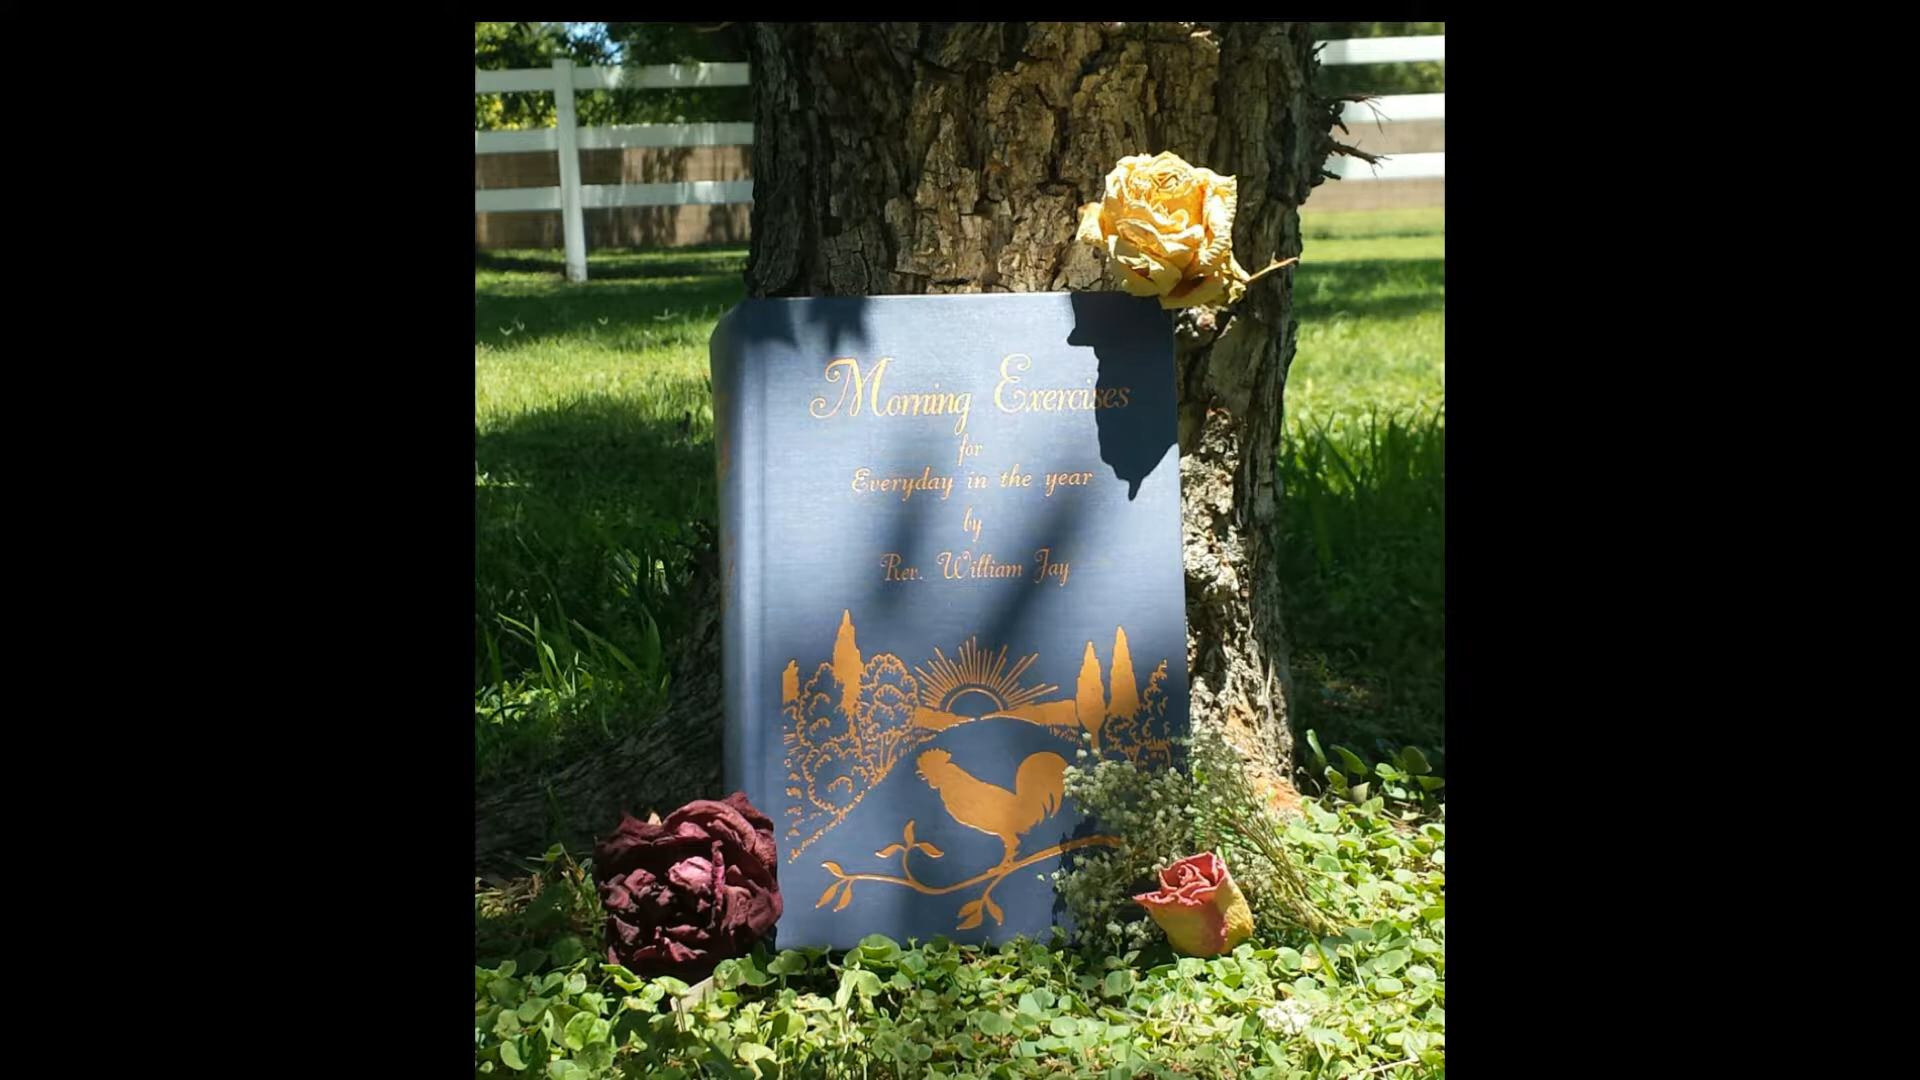 Morning Exercises
for
Everyday in the year
by
Rev. William Jay